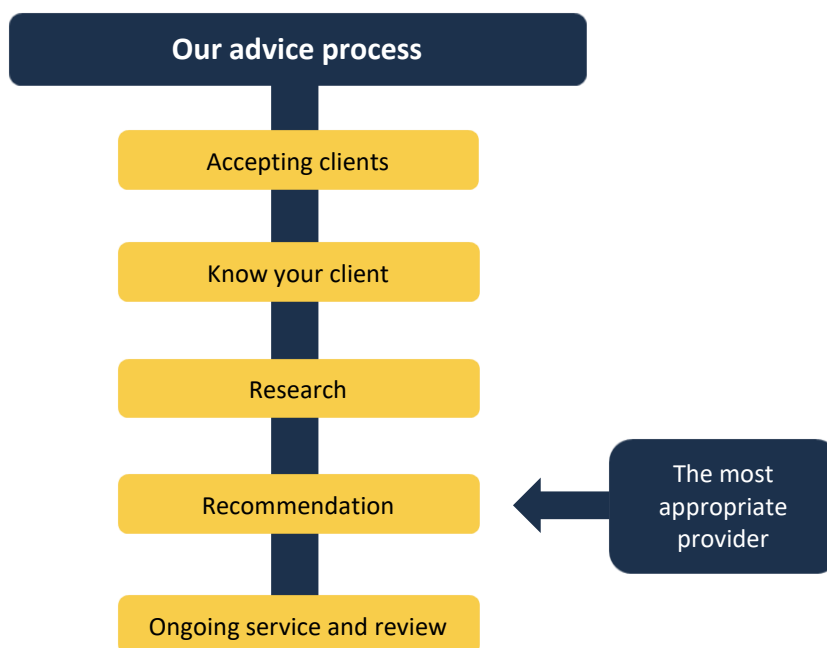 Our advice process
Accepting clients
Know your client
Research
Recommendation
The most
appropriate
provider
Ongoing service and review